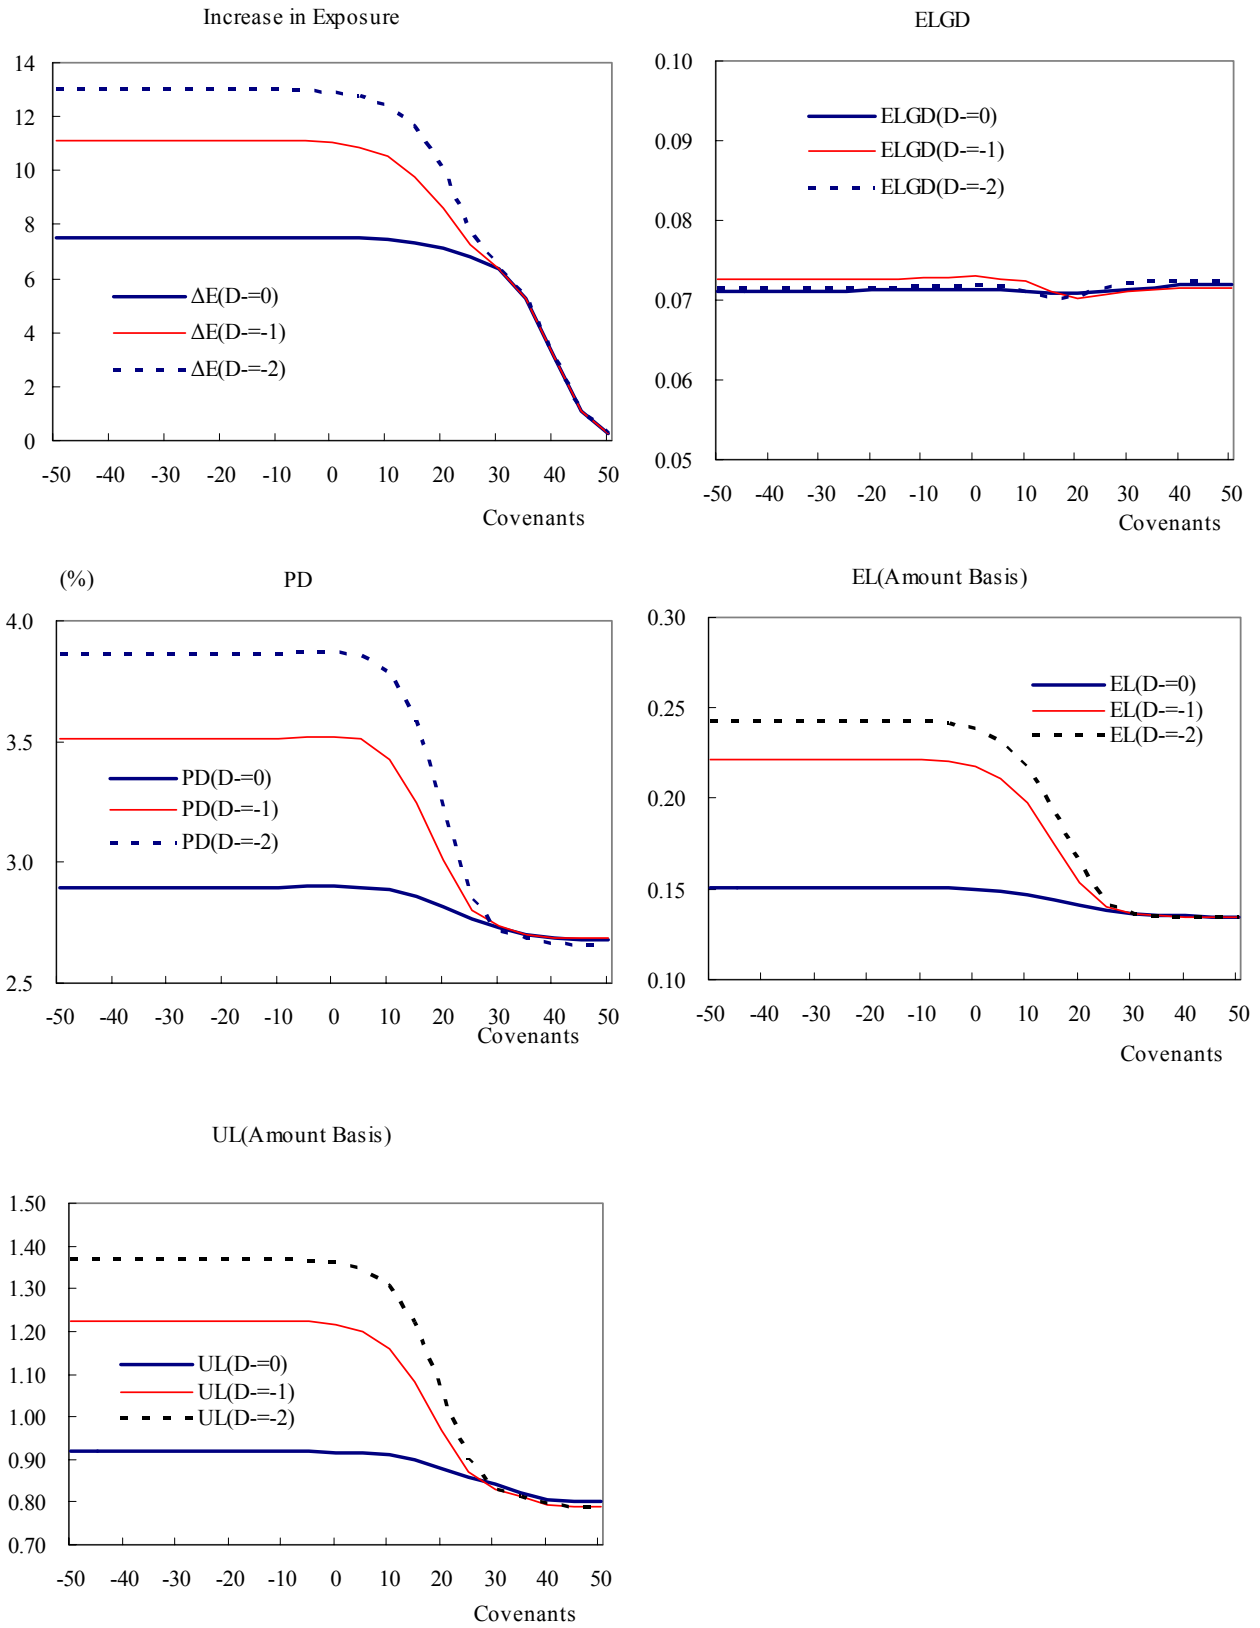 Increase in Exposure
14
12
10
8
6
4
2
0
ΔE(D-=0)
ΔE(D-=-1)
ΔE(D-=-2)
-50 -40 -30 -20 -10 0 10 20 30 40 50
Covenants
ELGD
0.10
0.09
0.08
0.07
0.06
0.05
ELGD(D-=0)
ELGD(D-=-1)
ELGD(D-=-2)
-50 -40 -30 -20 -10 0 10 20 30 40 50
Covenants
(%) PD
4.0
3.5
3.0
2.5
PD(D-=0)
PD(D-=-1)
PD(D-=-2)
-50 -40 -30 -20 -10 0 10 20 30 40 50
Covenants
EL(Amount Basis)
0.30
0.25
0.20
0.15
0.10
EL(D-=0)
EL(D-=-1)
EL(D-=-2)
-50 -40 -30 -20 -10 0 10 20 30 40 50
Covenants
UL(Amount Basis)
1.50
1.40
1.30
1.20
1.10
1.00
0.90
0.80
0.70
UL(D-=0)
UL(D-=-1)
UL(D-=-2)
-50 -40 -30 -20 -10 0 10 20 30 40 50
Covenants